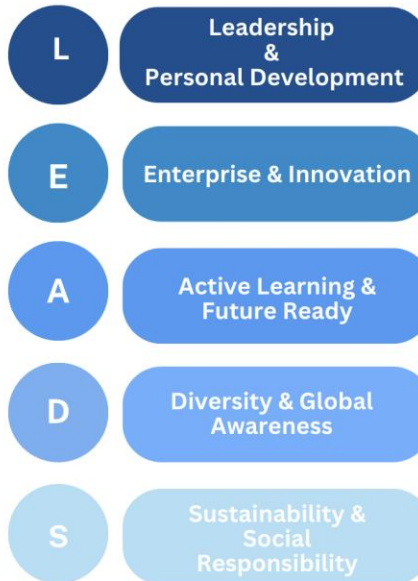 L
Leadership
&
Personal Development
E
Enterprise & Innovation
A
Active Learning &
Future Ready
D
Diversity & Global
Awareness
S
Sustainability &
Social
Responsibility